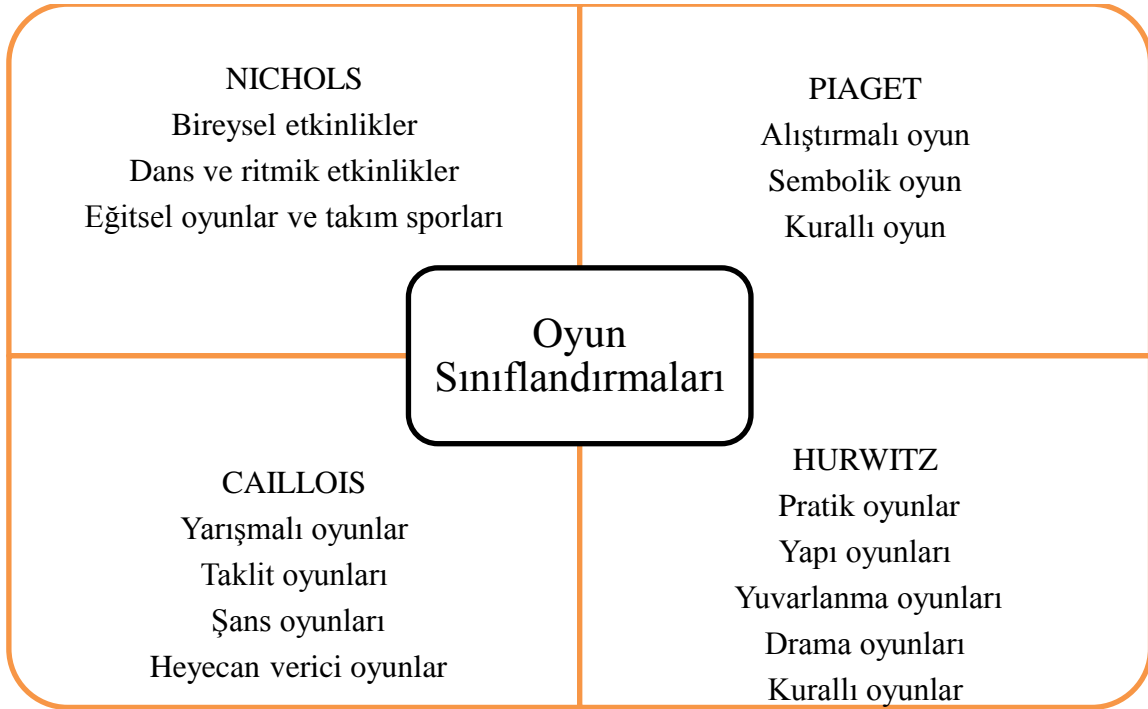 NICHOLS
Bireysel etkinlikler
Dans ve ritmik etkinlikler
Eğitsel oyunlar ve takım sporları
PIAGET
Alıştırmalı oyun
Sembolik oyun
Kurallı oyun
Oyun
Sınıflandırmaları
CAILLOIS
Yarışmalı oyunlar
Taklit oyunları
Şans oyunları
Heyecan verici oyunlar
HURWITZ
Pratik oyunlar
Yapı oyunları
Yuvarlanma oyunları
Drama oyunları
Kurallı oyunlar